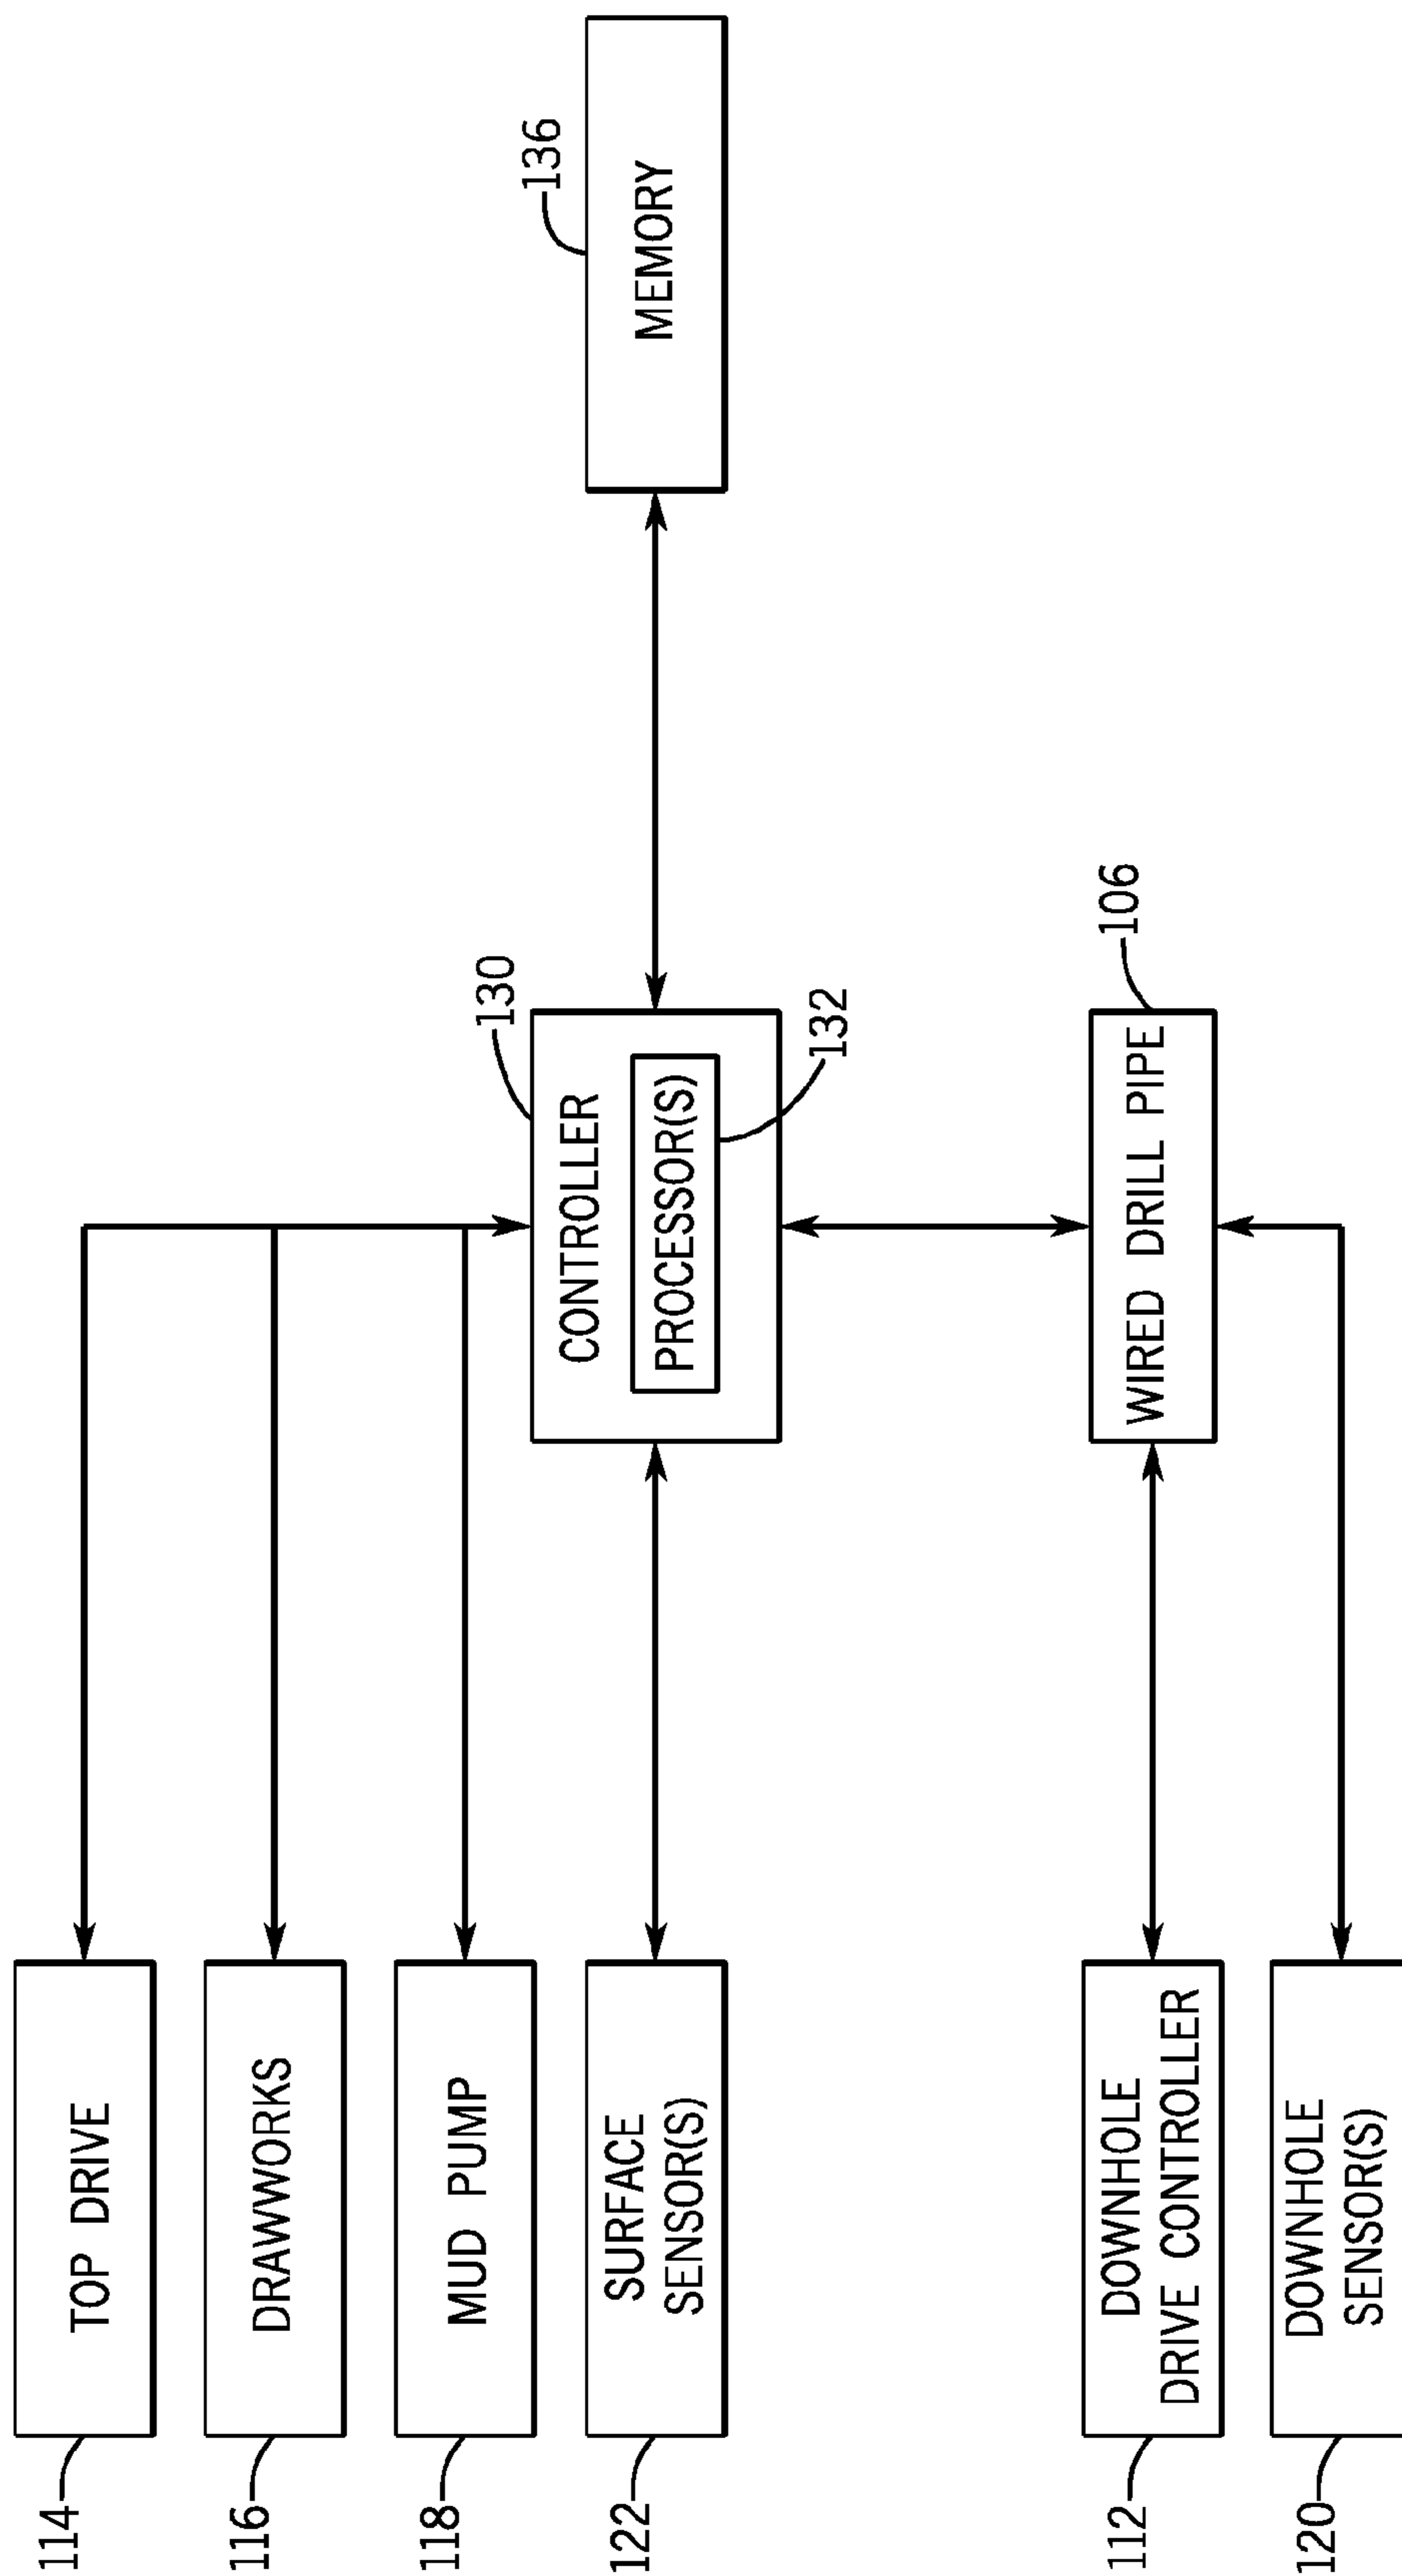 114
TOP DRIVE
116
DRAWWORKS
118
MUD PUMP
122
SURFACE
SENSOR(S)
130
CONTROLLER
PROCESSOR(S)
132
136
MEMORY
106
WIRED DRILL PIPE
112
DOWNHOLE
DRIVE CONTROLLER
120
DOWNHOLE
SENSOR(S)